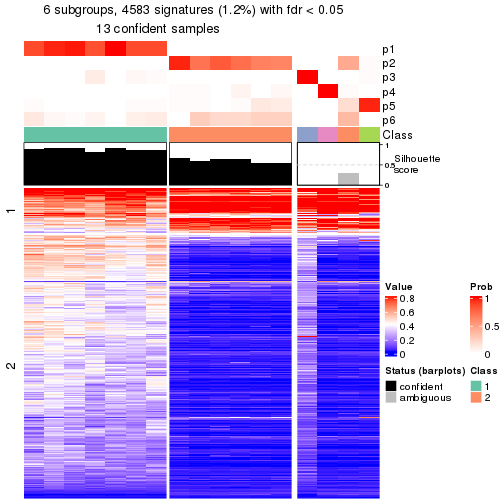 6 subgroups, 4583 signatures (1.2%) with fdr < 0.05
13 confident samples
p1
p2
p3
p4
p5
p6
Class
1
0.5
0
Silhouette
score
1
2
Value
0.8
0.6
0.4
0.2
0
Prob
1
0.5
0
Status (barplots)
confident
ambiguous
Class
1
2